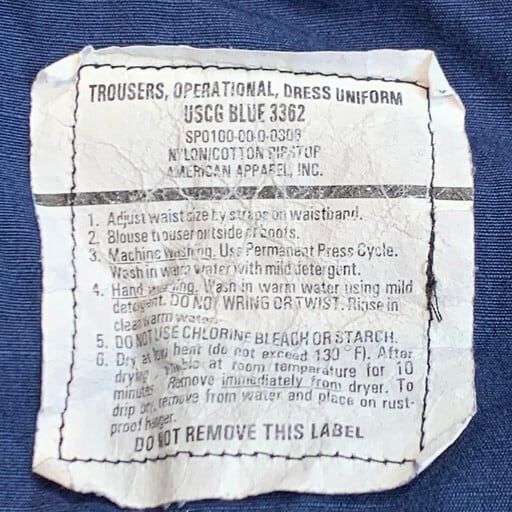 TROUSERS, OPERATIONAL, DRESS UNIFORM
USCG BLUE 3362
NYLON/COTTON RIPSTOP
AMERICAN APPAREL, INC.
1. Adjust waist size by straps on waistband.
2. Blouse trouser outside of boots.
3. Machine Washing. Use Permanent Press Cycle.
Wash in warm water with mild detergent.
4. Hand Washing. Wash in warm water using mild
detergent. DO NOT WRING OR TWIST. Rinse in
clean warm water.
5. DO NOT USE CHLORINE BLEACH OR STARCH.
6. Dry at low heat (do not exceed 130°F). After
drying at room temperature for 10
minutes. Remove immediately from dryer. To
drip dry, remove from water and place on rust-
proof hanger.
DO NOT REMOVE THIS LABEL